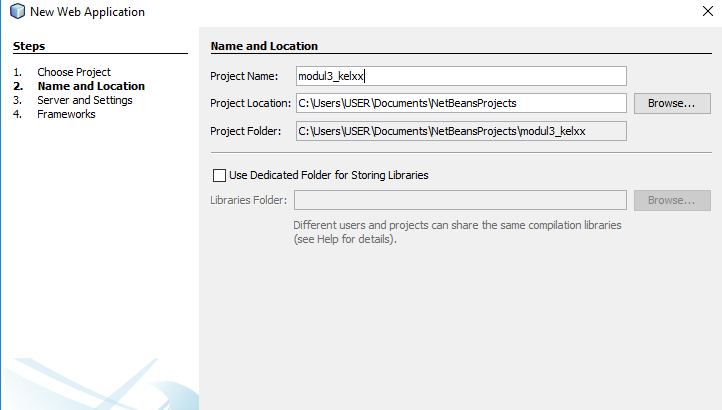 New Web Application
Steps
1. Choose Project
2. Name and Location
3. Server and Settings
4. Frameworks
Name and Location
Project Name: modul3_kelxx
Project Location: C:\Users\USER\Documents\NetBeansProjects Browse...
Project Folder: C:\Users\USER\Documents\NetBeansProjects\modul3_kelxx
Use Dedicated Folder for Storing Libraries
Libraries Folder: Browse...
Different users and projects can share the same compilation libraries
(see Help for details).